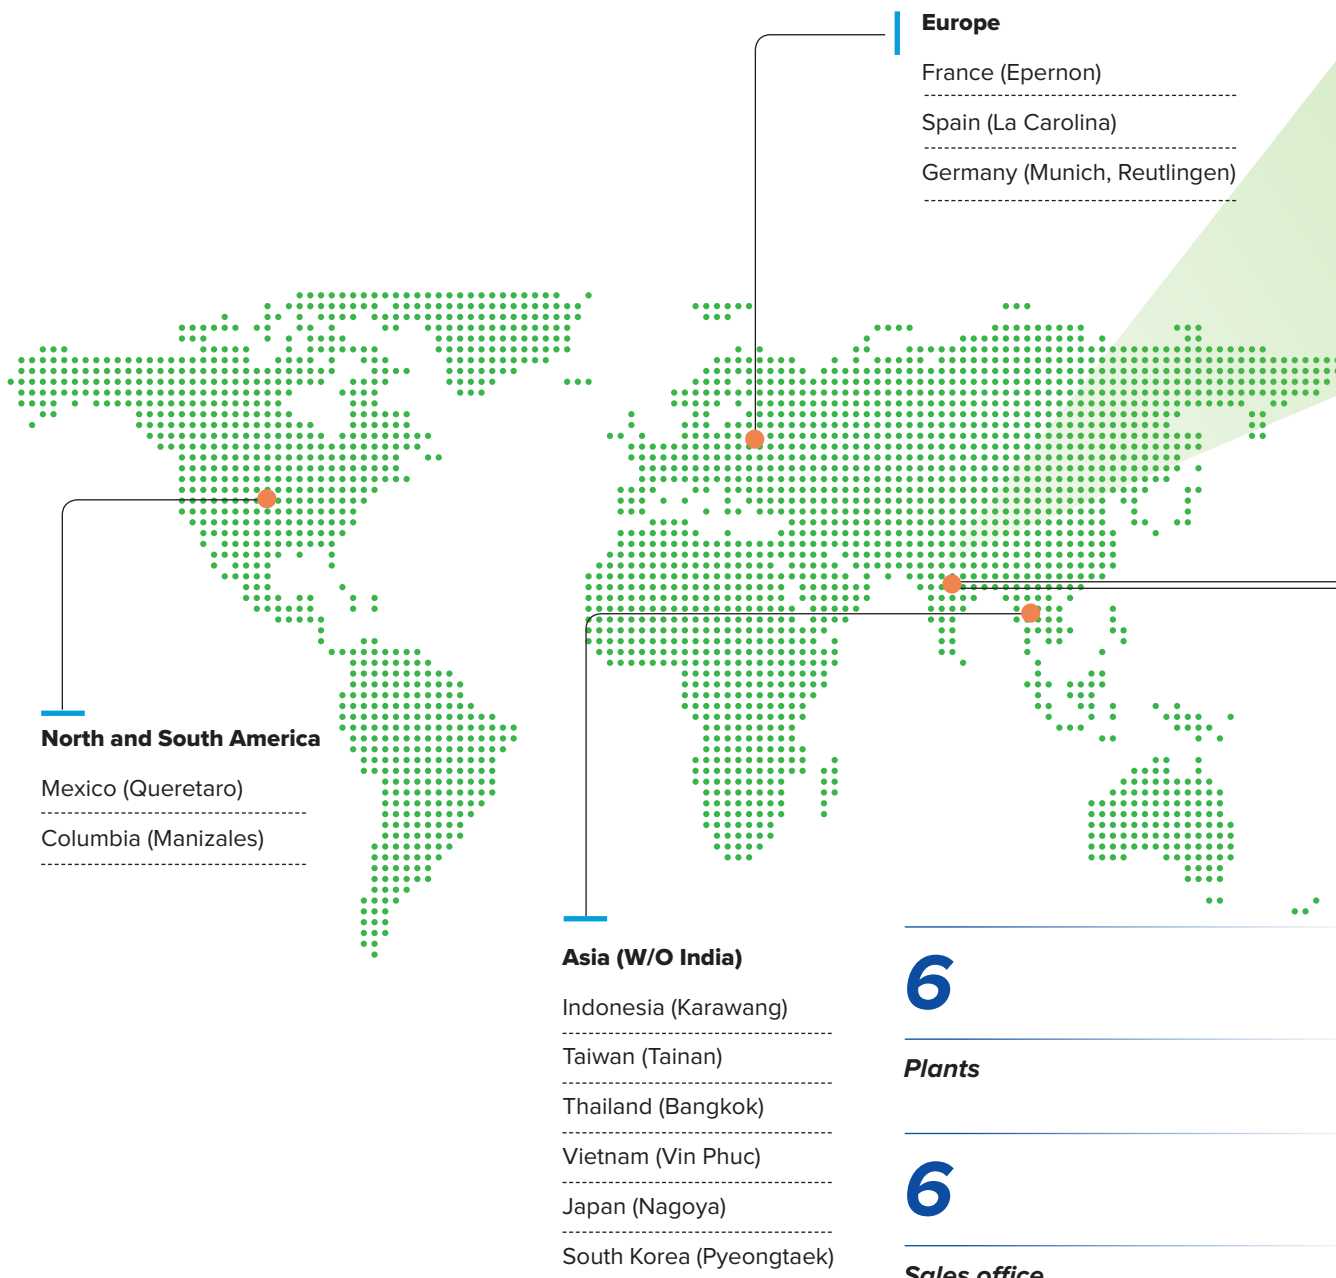 Europe
France (Epernon)
Spain (La Carolina)
Germany (Munich, Reutlingen)
North and South America
Mexico (Queretaro)
Columbia (Manizales)
Asia (W/O India)
Indonesia (Karawang)
Taiwan (Tainan)
Thailand (Bangkok)
Vietnam (Vin Phuc)
Japan (Nagoya)
South Korea (Pyeongtaek)
6
Plants
6
Sales office